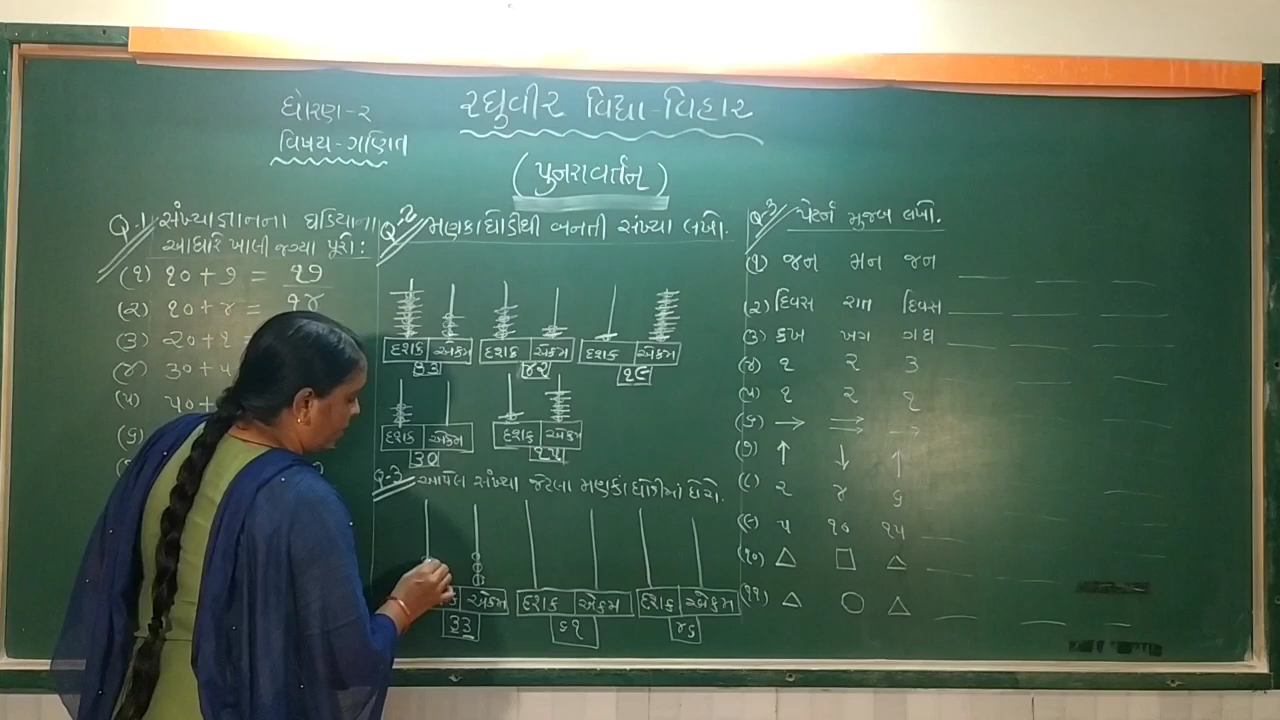 ધોરણ-૨
વિષય-ગણિત
રઘુવીર વિદ્યા-વિહાર
(પુનરાવર્તન)
Q-1 સંખ્યાજ્ઞાનના ઘડિયાના
આધારે ખાલી જગ્યા પૂરો:
(૧) ૧૦+૭ = ૧૭
(૨) ૧૦+૪ = ૧૪
(૩) ૨૦+૧ =
(૪) ૩૦+૫
(૫) ૫૦+
(૬)
Q-2 મણકાઘોડીથી બનતી સંખ્યા લખો.
દશક એકમ દશક એકમ દશક એકમ
૭૩ ૪૨ ૧૯
દશક એકમ દશક એકમ
૩૦ ૧૫
Q-3 આપેલ સંખ્યા જેટલા મણકા ઘોડીમાં દોરો.
એકમ દશક એકમ દશક એકમ
૩૩ ૬૧ ૪૬
Q-3 પેટર્ન મુજબ લખો.
(૧) જન મન જન
(૨) દિવસ રાત દિવસ
(૩) કખ ખગ ગઘ
(૪) ૧ ૨ ૩
(૫) ૧ ૨ ૧
(૬) → ⇉ →
(૭) ↑ ↓ ↑
(૮) ૨ ૪ ૬
(૯) ૫ ૧૦ ૧૫
(૧૦) △ □ △
(૧૧) △ ○ △